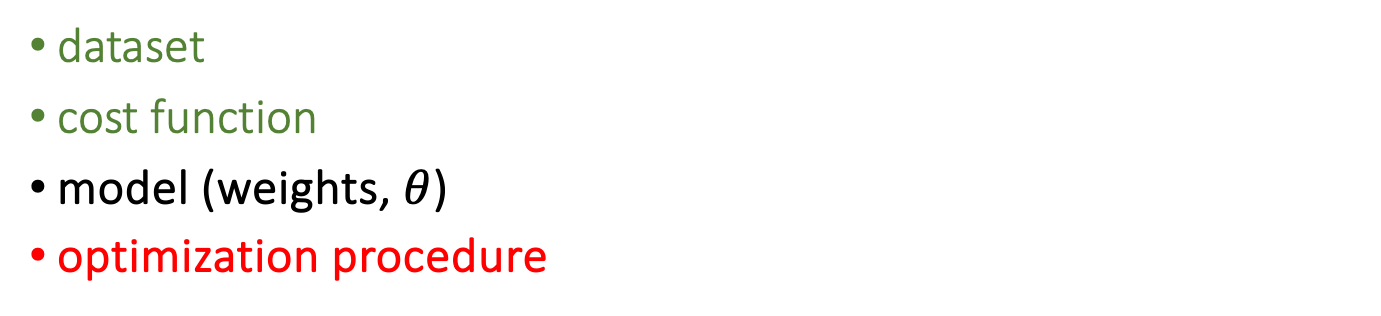 • dataset
• cost function
• model (weights, 𝜃)
• optimization procedure